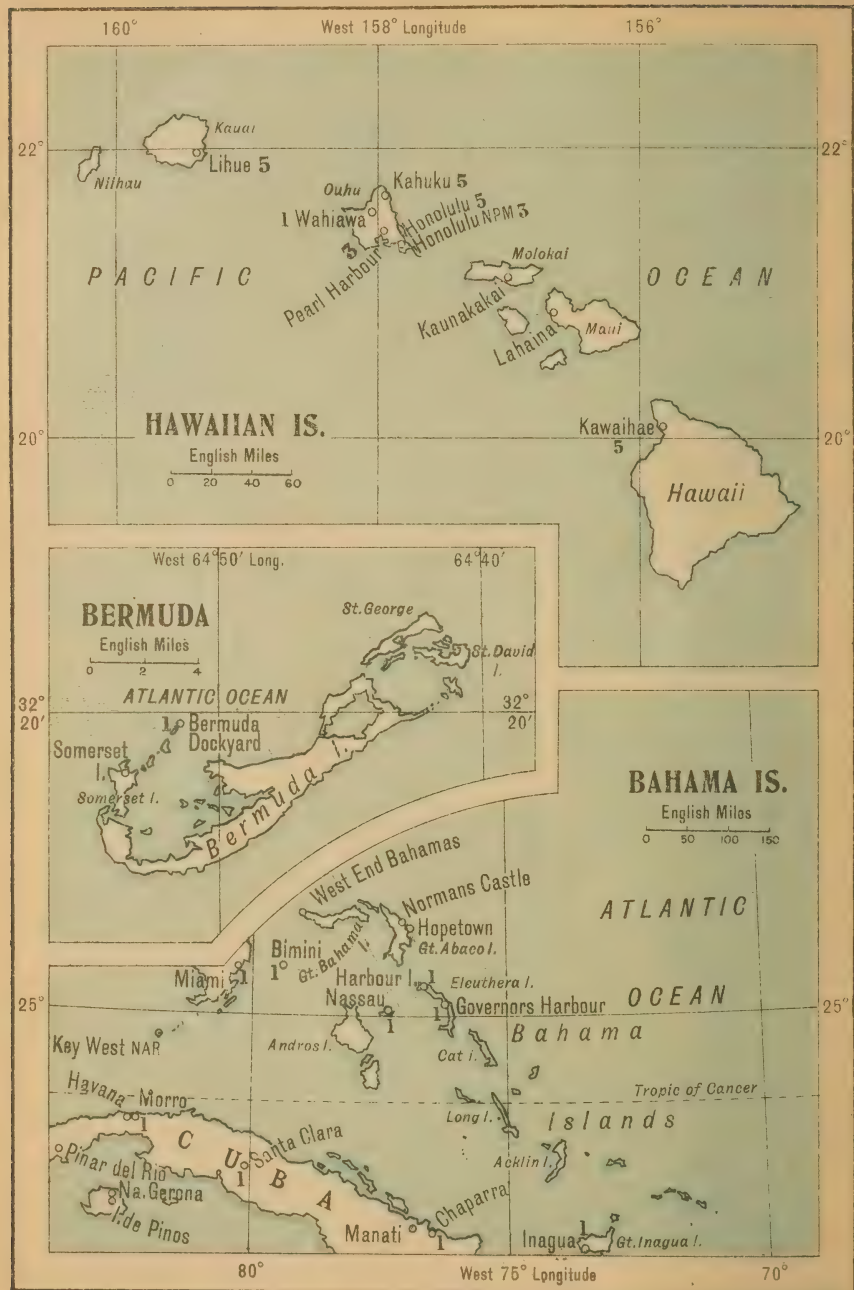 160° West 158° Longitude 156°
Kauai
22° 22°
Lihue 5
Niihau
Ouhu Kahuku 5
1 Wahiawa
Honolulu 5
Honolulu NPM 3
3
Pearl Harbour
Molokai
PACIFIC OCEAN
Kaunakakai
Lahaina
Maui
HAWAIIAN IS.
English Miles
0 20 40 60
Kawaihae
5
20° 20°
Hawaii
West 64°50' Long. 64°40'
BERMUDA
English Miles
0 2 4
St. George
St. David
I.
ATLANTIC OCEAN
32° 32°
20' 20'
1 Bermuda
Dockyard
Somerset
I.
Somerset I.
Bermuda I.
BAHAMA IS.
English Miles
0 50 100 150
West End Bahamas
Normans Castle
Hopetown
Gt. Abaco I.
ATLANTIC
OCEAN
Bimini
1
Gt. Bahama
I.
Miami 1
Harbour I. 1
Eleuthera I.
Nassau
1
1 Governors Harbour
25° 25°
Bahama
Key West NAR
Andros I.
Cat i.
Tropic of Cancer
Havana-Morro
1
Long I.
Islands
CUBA
Santa Clara
1
Acklin I.
Pinar del Rio
Na. Gerona
I. de Pinos
Chaparra
Manati
1
1
Inagua
Gt. Inagua I.
80° West 75° Longitude 70°